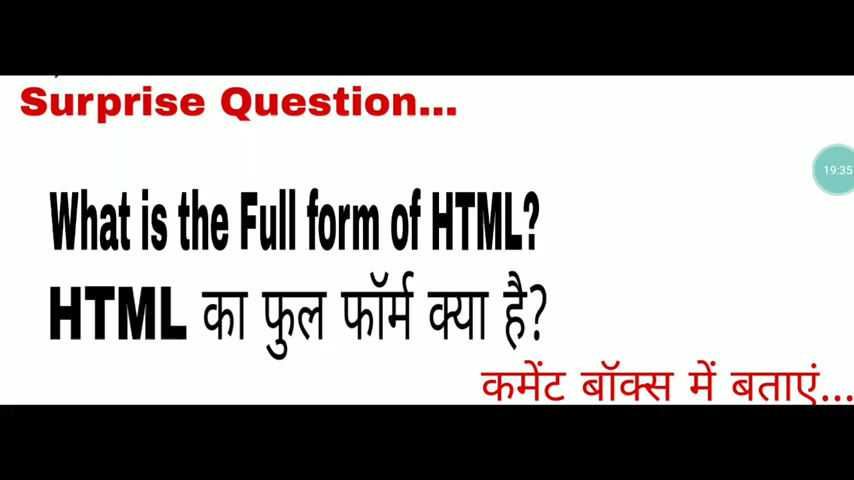 Surprise Question...
19:35
What is the Full form of HTML?
HTML का फुल फॉर्म क्या है?
कमेंट बॉक्स में बताएं...